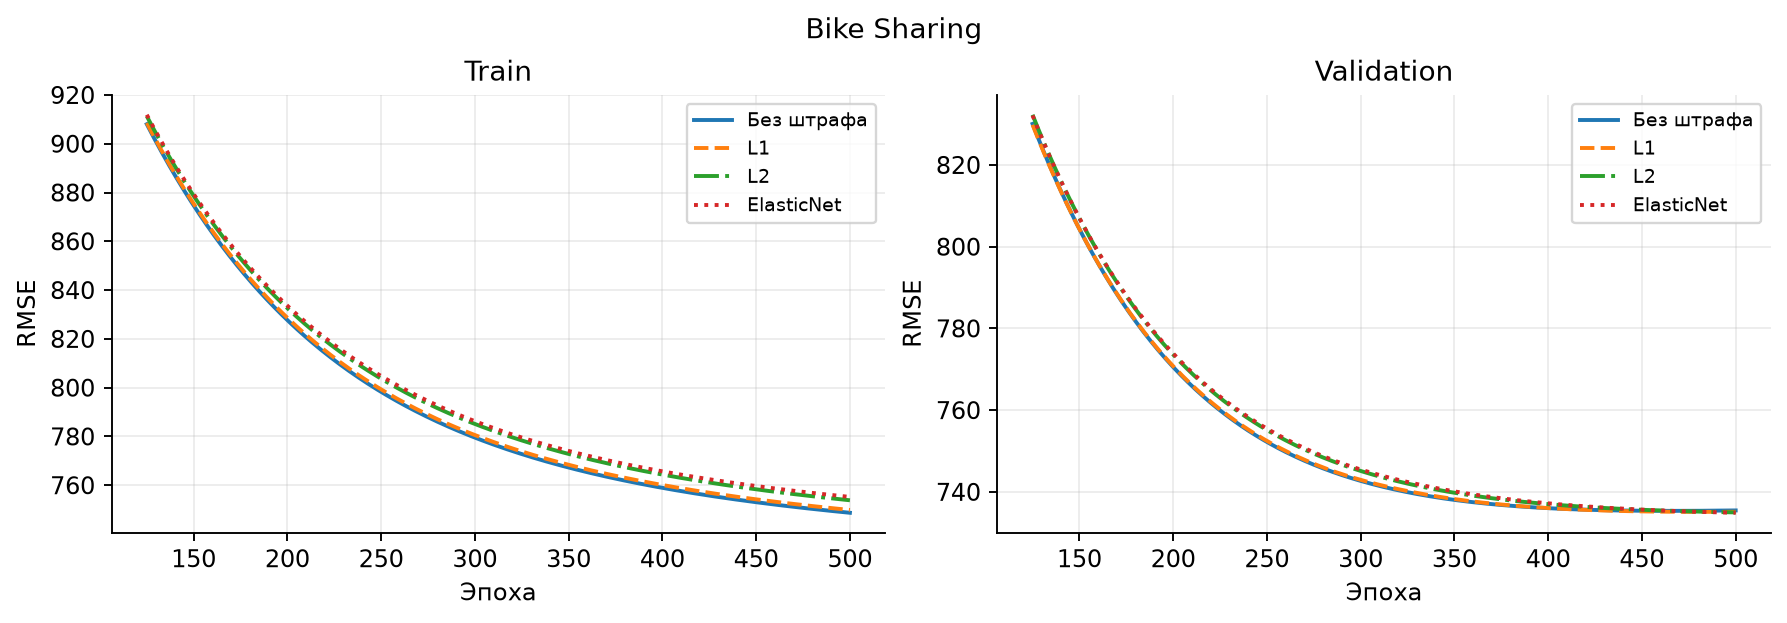 Bike Sharing
Train
RMSE
920
900
880
860
840
820
800
780
760
150 200 250 300 350 400 450 500
Эпоха
Без штрафа
L1
L2
ElasticNet
Validation
RMSE
820
800
780
760
740
150 200 250 300 350 400 450 500
Эпоха
Без штрафа
L1
L2
ElasticNet